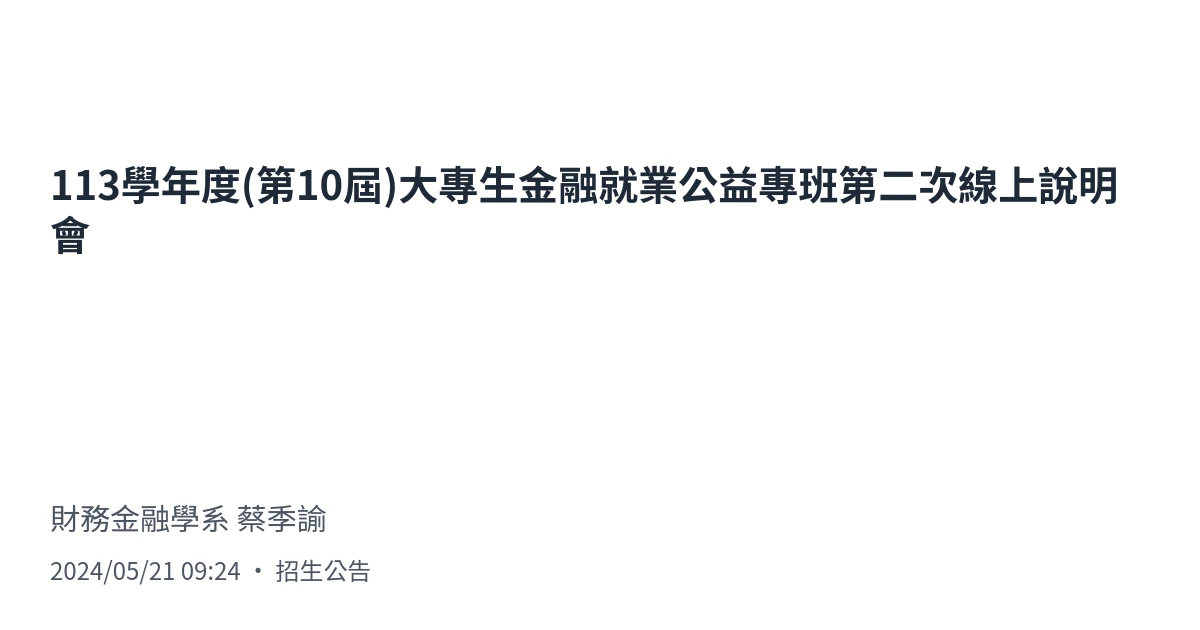 113學年度(第10屆)大專生金融就業公益專班第二次線上說明
會
財務金融學系 蔡季諭
2024/05/21 09:24 • 招生公告